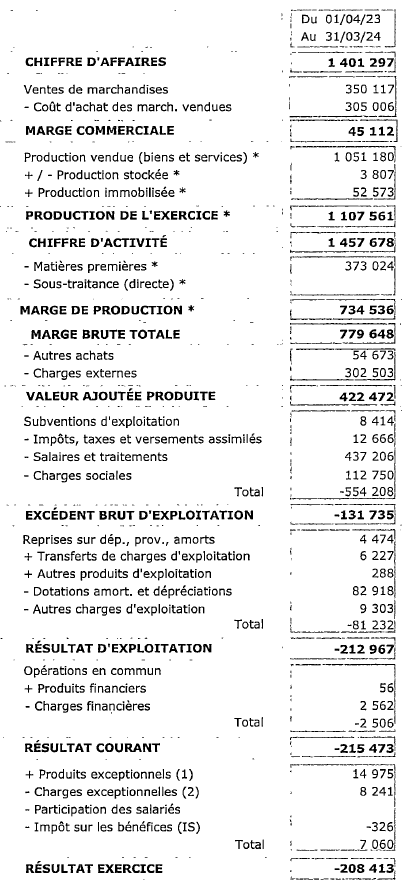 Du 01/04/23
Au 31/03/24
CHIFFRE D'AFFAIRES 1 401 297
Ventes de marchandises 350 117
- Coût d'achat des march. vendues 305 006
MARGE COMMERCIALE 45 112
Production vendue (biens et services) * 1 051 180
+ / - Production stockée * 3 807
+ Production immobilisée * 52 573
PRODUCTION DE L'EXERCICE * 1 107 561
CHIFFRE D'ACTIVITÉ 1 457 678
- Matières premières * 373 024
- Sous-traitance (directe) *
MARGE DE PRODUCTION * 734 536
MARGE BRUTE TOTALE 779 648
- Autres achats 54 673
- Charges externes 302 503
VALEUR AJOUTÉE PRODUITE 422 472
Subventions d'exploitation 8 414
- Impôts, taxes et versements assimilés 12 666
- Salaires et traitements 437 206
- Charges sociales 112 750
Total -554 208
EXCÉDENT BRUT D'EXPLOITATION -131 735
Reprises sur dép., prov., amorts 4 474
+ Transferts de charges d'exploitation 6 227
+ Autres produits d'exploitation 288
- Dotations amort. et dépréciations 82 918
- Autres charges d'exploitation 9 303
Total -81 232
RÉSULTAT D'EXPLOITATION -212 967
Opérations en commun
+ Produits financiers 56
- Charges financières 2 562
Total -2 506
RÉSULTAT COURANT -215 473
+ Produits exceptionnels (1) 14 975
- Charges exceptionnelles (2) 8 241
- Participation des salariés
- Impôt sur les bénéfices (IS) -326
Total 7 060
RÉSULTAT EXERCICE -208 413